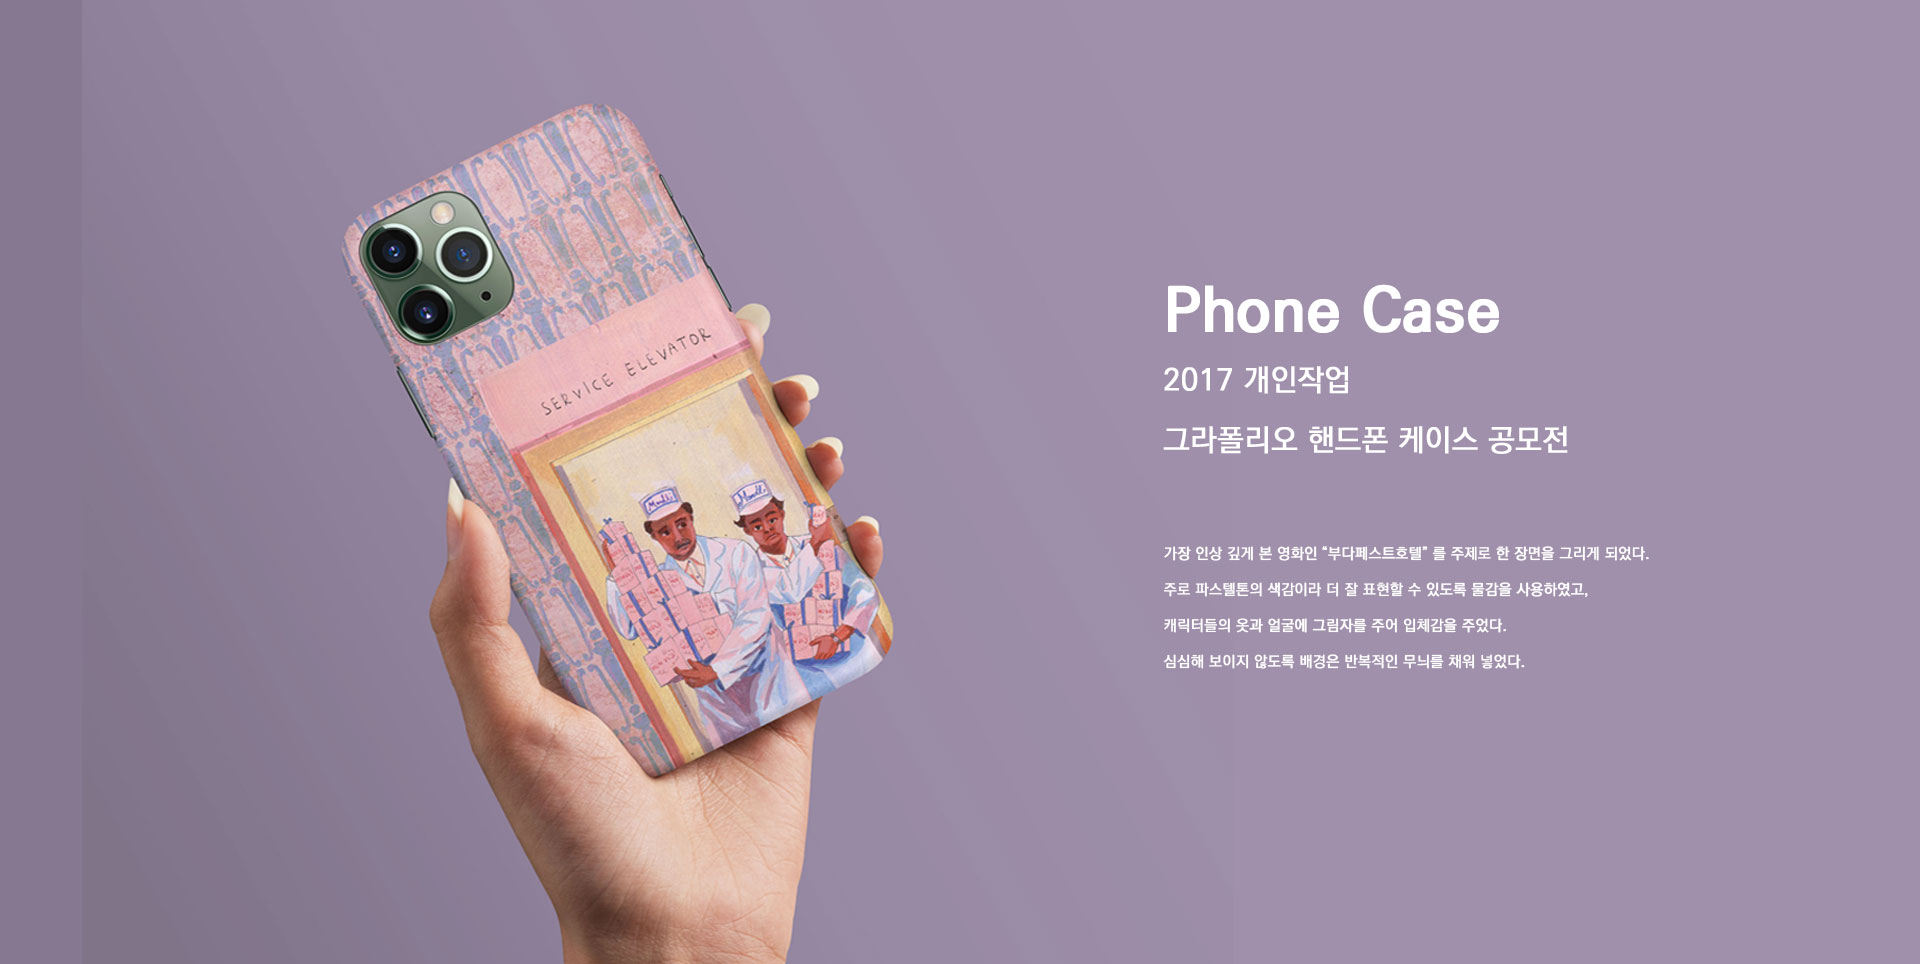 SERVICE ELEVATOR
Phone Case
2017 개인작업
그라폴리오 핸드폰 케이스 공모전
가장 인상 깊게 본 영화인 “부다페스트호텔” 를 주제로 한 장면을 그리게 되었다.
주로 파스텔톤의 색감이라 더 잘 표현할 수 있도록 물감을 사용하였고,
캐릭터들의 옷과 얼굴에 그림자를 주어 입체감을 주었다.
심심해 보이지 않도록 배경은 반복적인 무늬를 채워 넣었다.